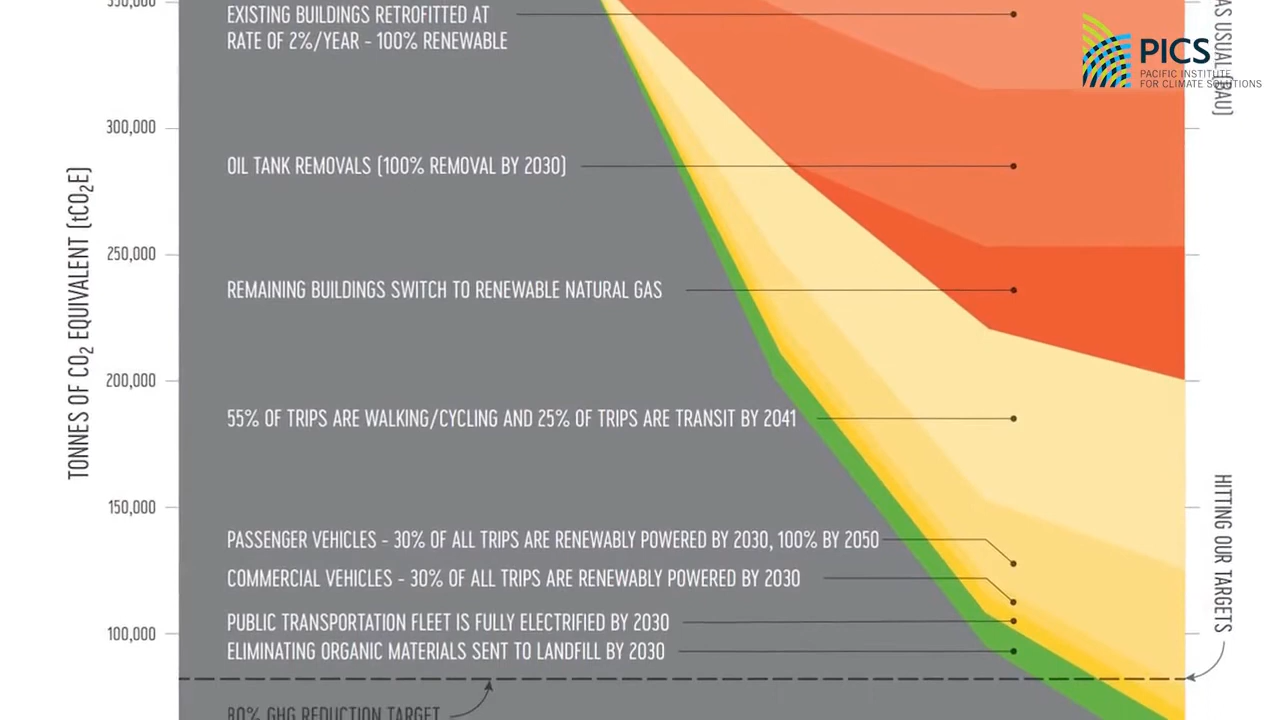 350,000
EXISTING BUILDINGS RETROFITTED AT
RATE OF 2%/YEAR - 100% RENEWABLE
AS USUAL (BAU)
PICS
PACIFIC INSTITUTE
FOR CLIMATE SOLUTIONS
300,000
OIL TANK REMOVALS (100% REMOVAL BY 2030)
TONNES OF CO₂ EQUIVALENT (tCO₂E)
250,000
REMAINING BUILDINGS SWITCH TO RENEWABLE NATURAL GAS
200,000
55% OF TRIPS ARE WALKING/CYCLING AND 25% OF TRIPS ARE TRANSIT BY 2041
150,000
HITTING OUR TARGETS
PASSENGER VEHICLES - 30% OF ALL TRIPS ARE RENEWABLY POWERED BY 2030, 100% BY 2050
COMMERCIAL VEHICLES - 30% OF ALL TRIPS ARE RENEWABLY POWERED BY 2030
PUBLIC TRANSPORTATION FLEET IS FULLY ELECTRIFIED BY 2030
100,000
ELIMINATING ORGANIC MATERIALS SENT TO LANDFILL BY 2030
80% GHG REDUCTION TARGET